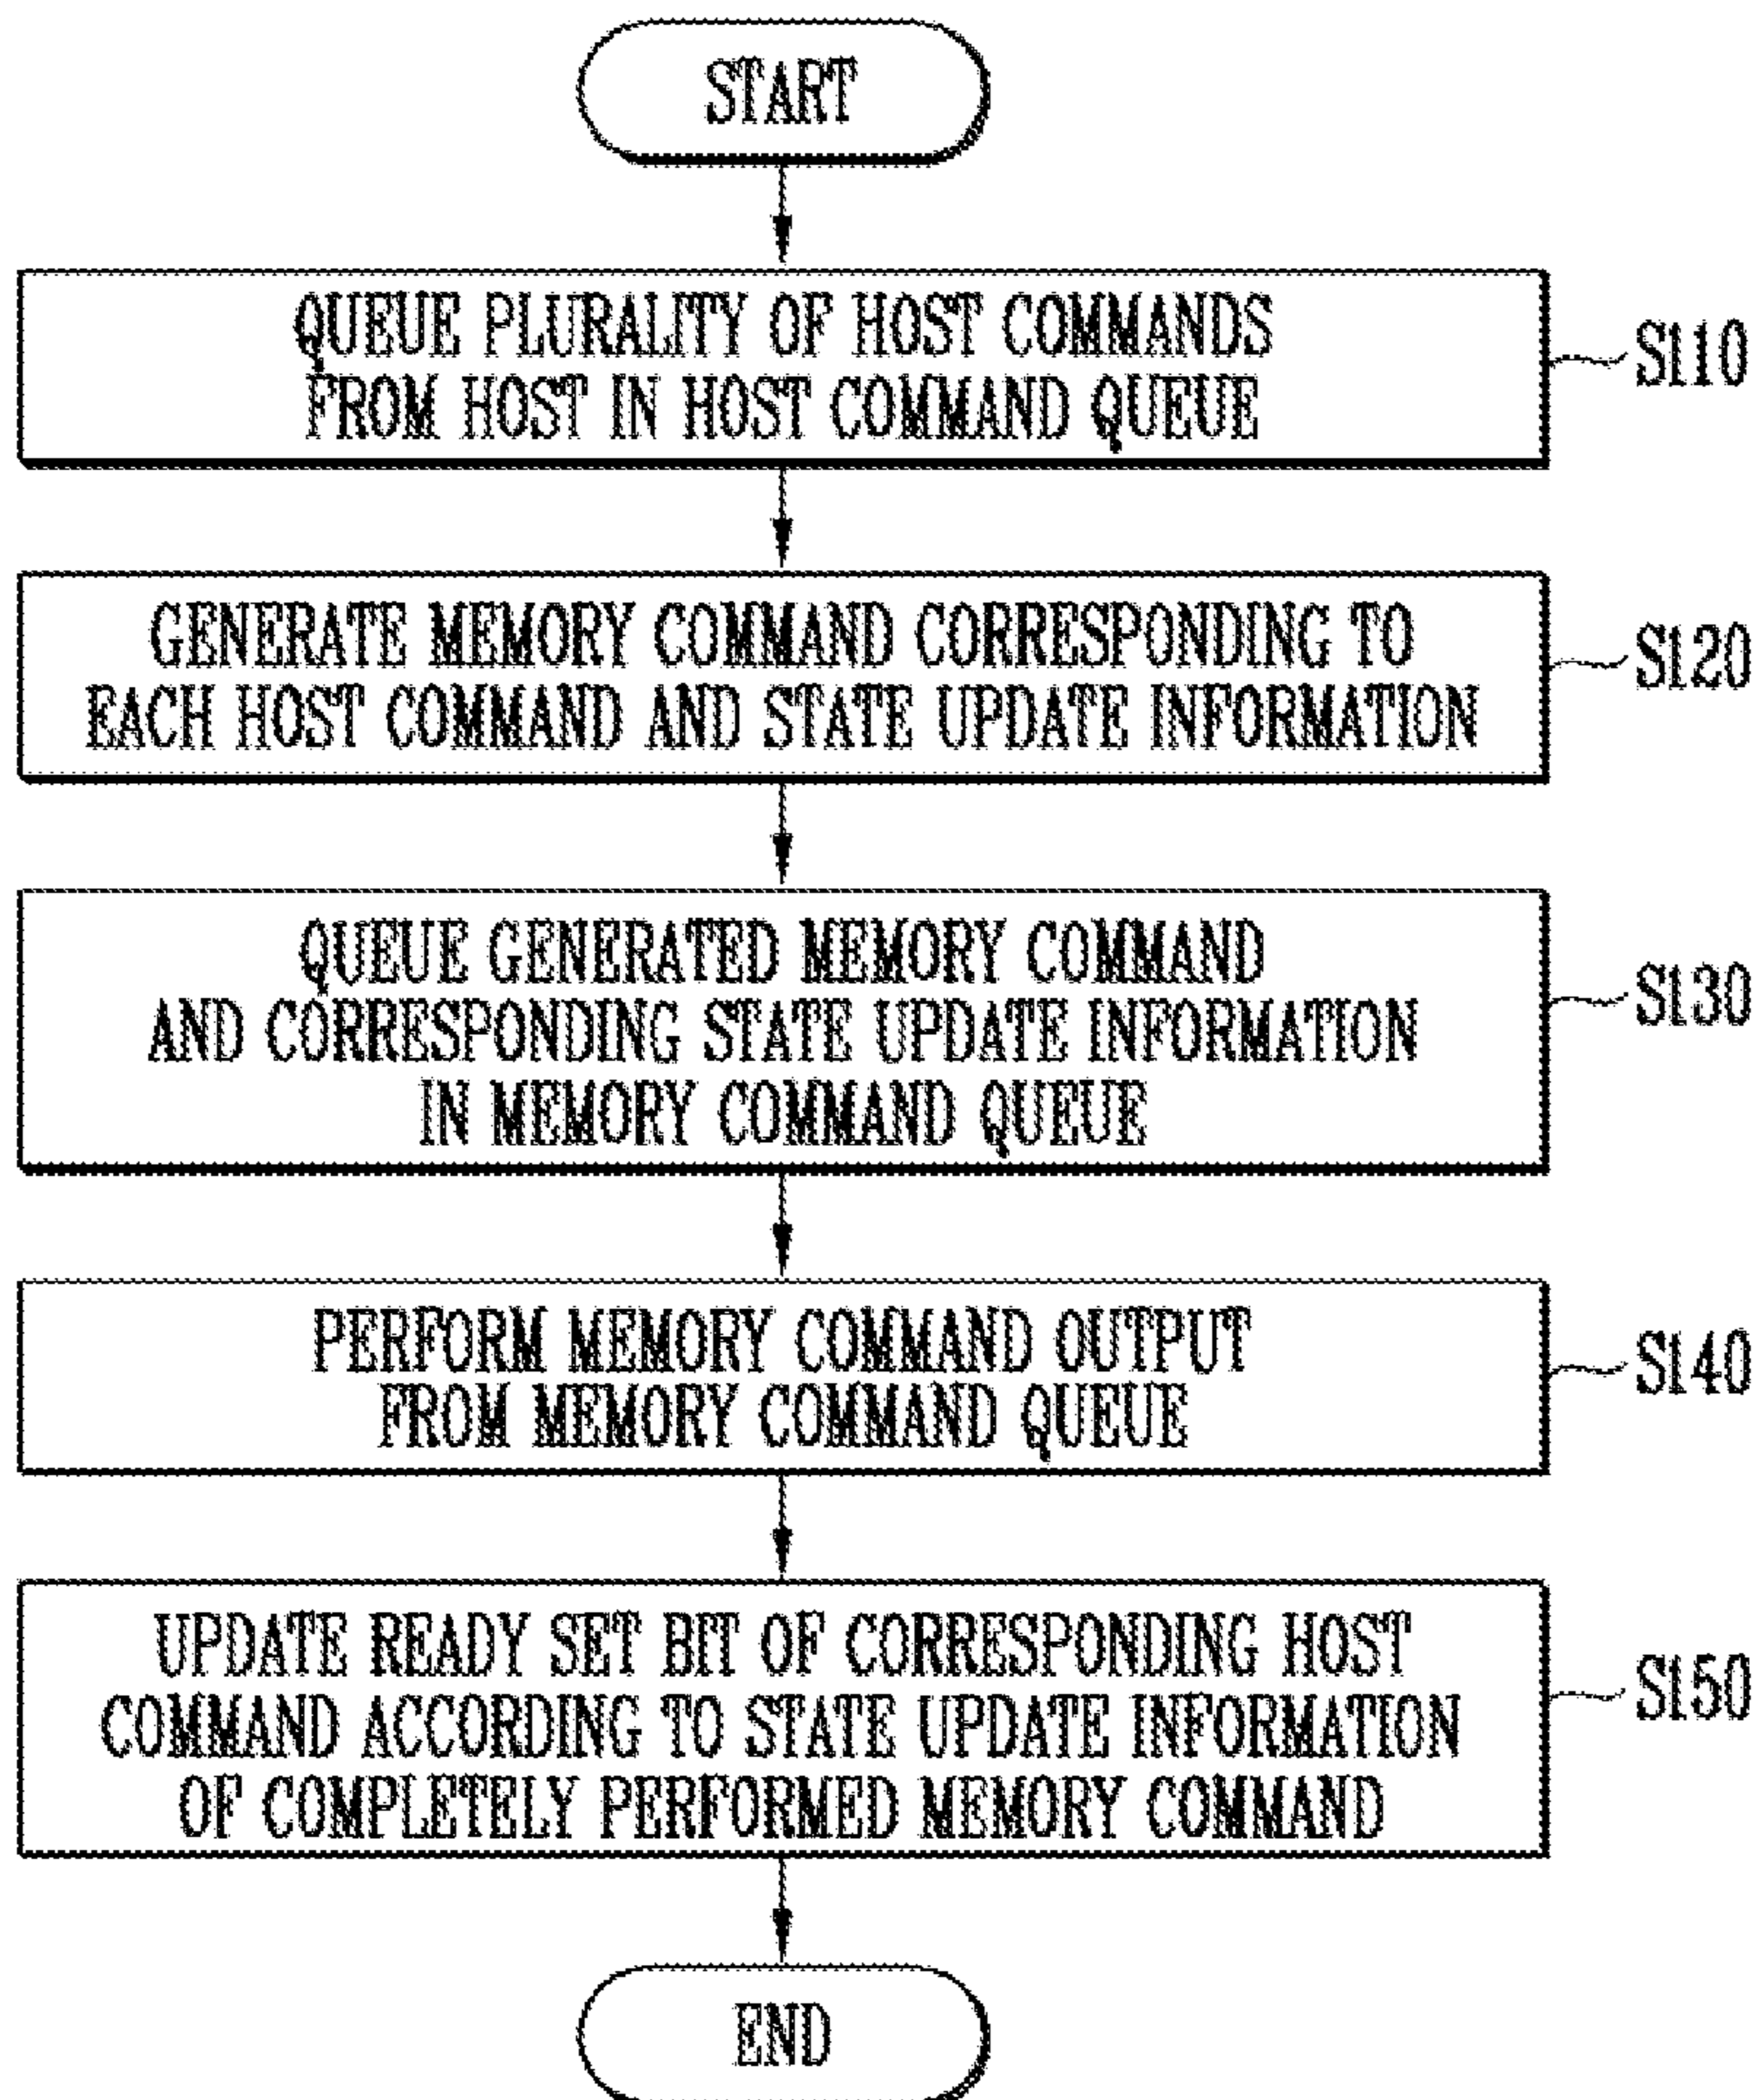 START
QUEUE PLURALITY OF HOST COMMANDS
FROM HOST IN HOST COMMAND QUEUE
S110
GENERATE MEMORY COMMAND CORRESPONDING TO
EACH HOST COMMAND AND STATE UPDATE INFORMATION
S120
QUEUE GENERATED MEMORY COMMAND
AND CORRESPONDING STATE UPDATE INFORMATION
IN MEMORY COMMAND QUEUE
S130
PERFORM MEMORY COMMAND OUTPUT
FROM MEMORY COMMAND QUEUE
S140
UPDATE READY SET BIT OF CORRESPONDING HOST
COMMAND ACCORDING TO STATE UPDATE INFORMATION
OF COMPLETELY PERFORMED MEMORY COMMAND
S150
END